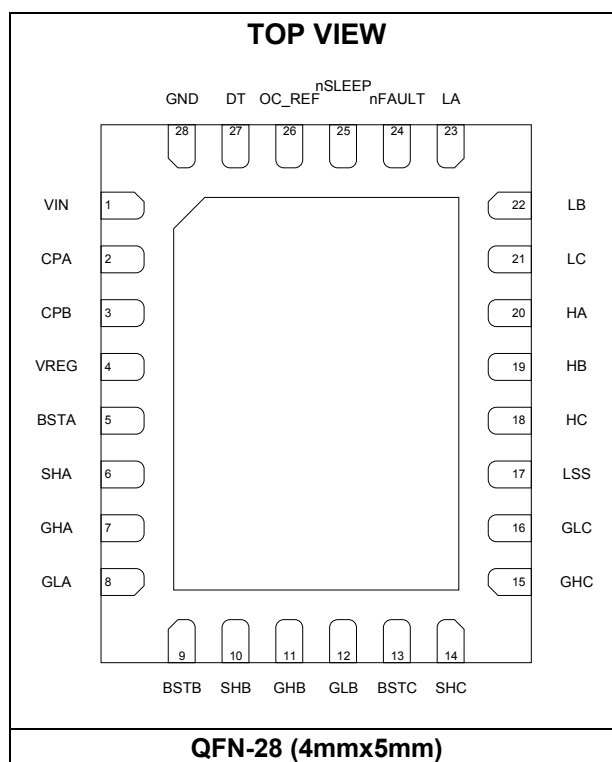 TOP VIEW
nSLEEP
GND DT OC_REF nFAULT LA
28 27 26 25 24 23
VIN 1 22 LB
CPA 2 21 LC
CPB 3 20 HA
VREG 4 19 HB
BSTA 5 18 HC
SHA 6 17 LSS
GHA 7 16 GLC
GLA 8 15 GHC
9 10 11 12 13 14
BSTB SHB GHB GLB BSTC SHC
QFN-28 (4mmx5mm)